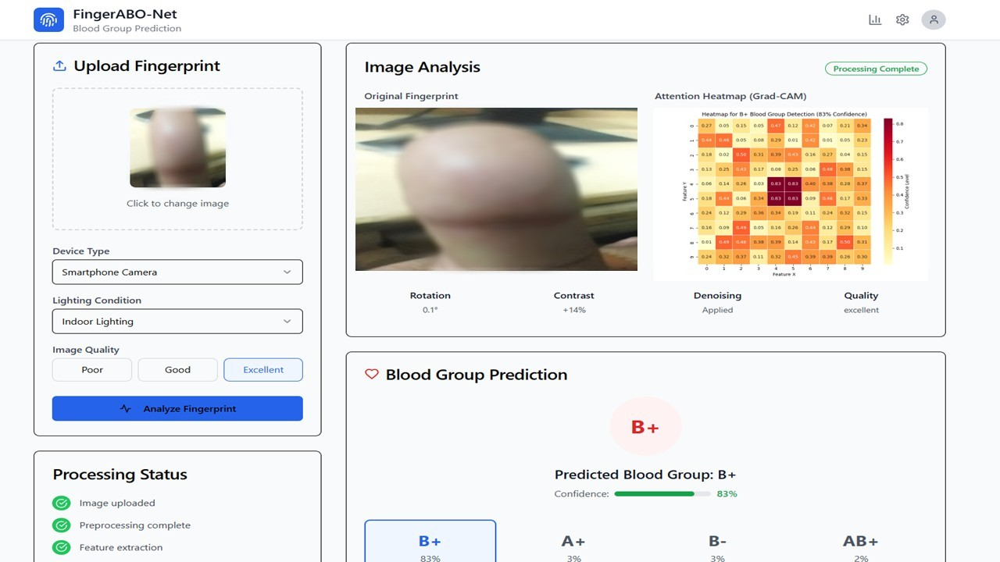 FingerABO-Net
Blood Group Prediction
Upload Fingerprint
Click to change image
Device Type
Smartphone Camera
Lighting Condition
Indoor Lighting
Image Quality
Poor Good Excellent
Analyze Fingerprint
Processing Status
Image uploaded
Preprocessing complete
Feature extraction
Image Analysis
Processing Complete
Original Fingerprint
Attention Heatmap (Grad-CAM)
Heatmap for B+ Blood Group Detection (83% Confidence)
0 0.27 0.05 0.15 0.05 0.47 0.12 0.42 0.07 0.21 0.34
1 0.44 0.46 0.05 0.08 0.29 0.01 0.42 0.01 0.05 0.23
2 0.18 0.02 0.50 0.31 0.39 0.43 0.16 0.27 0.04 0.15
3 0.13 0.25 0.43 0.17 0.08 0.25 0.06 0.48 0.38 0.15
4 0.06 0.14 0.26 0.03 0.83 0.83 0.40 0.38 0.28 0.37
5 0.18 0.44 0.06 0.34 0.83 0.83 0.09 0.46 0.17 0.33
6 0.24 0.12 0.29 0.36 0.34 0.19 0.11 0.24 0.32 0.15
7 0.16 0.09 0.49 0.05 0.16 0.26 0.44 0.12 0.29 0.10
8 0.01 0.49 0.48 0.38 0.39 0.14 0.43 0.17 0.50 0.31
9 0.24 0.32 0.37 0.11 0.32 0.45 0.39 0.39 0.26 0.30
0 1 2 3 4 5 6 7 8 9
Feature X
Feature Y
0.8
0.7
0.6
0.5
0.4
0.3
0.2
0.1
Confidence Level
Rotation Contrast Denoising Quality
0.1° +14% Applied excellent
Blood Group Prediction
B+
Predicted Blood Group: B+
Confidence: 83%
B+ A+ B- AB+
83% 3% 3% 2%